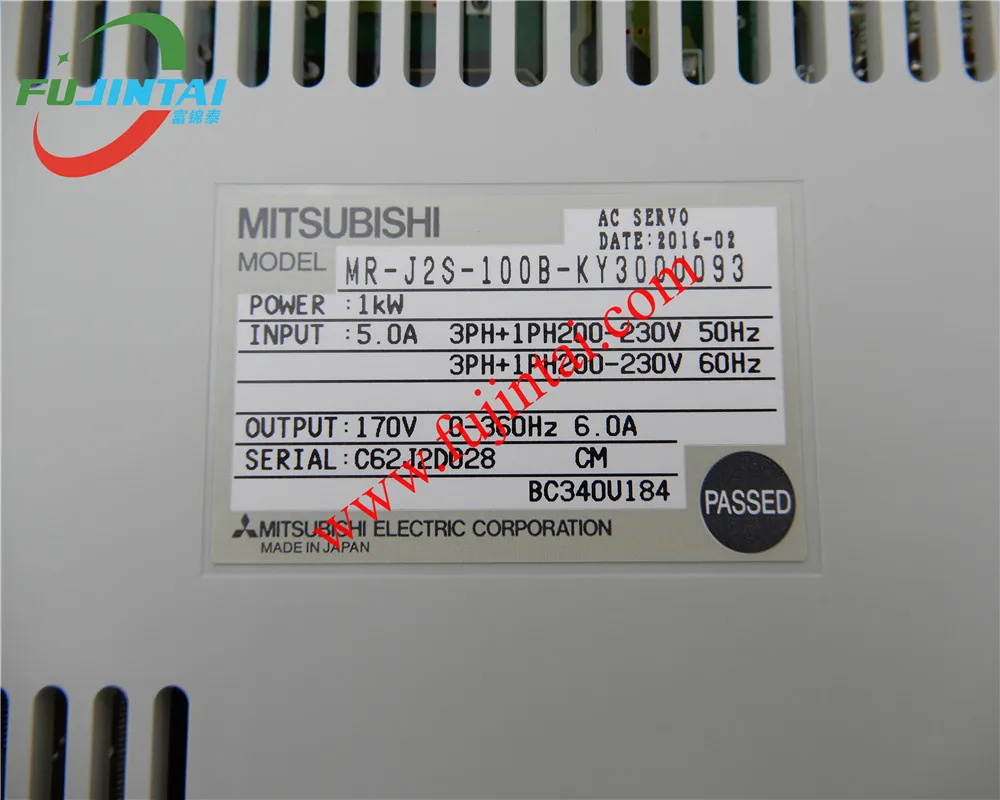 FUJINTAI
富锦泰
MITSUBISHI
AC SERVO
DATE:2016-02
MODEL MR-J2S-100B-KY3000093
POWER :1kW
INPUT :5.0A 3PH+1PH200-230V 50Hz
3PH+1PH200-230V 60Hz
OUTPUT:170V 0-360Hz 6.0A
SERIAL:C62J2D028 CM
BC340U184
PASSED
MITSUBISHI ELECTRIC CORPORATION
MADE IN JAPAN
www.fujintai.com